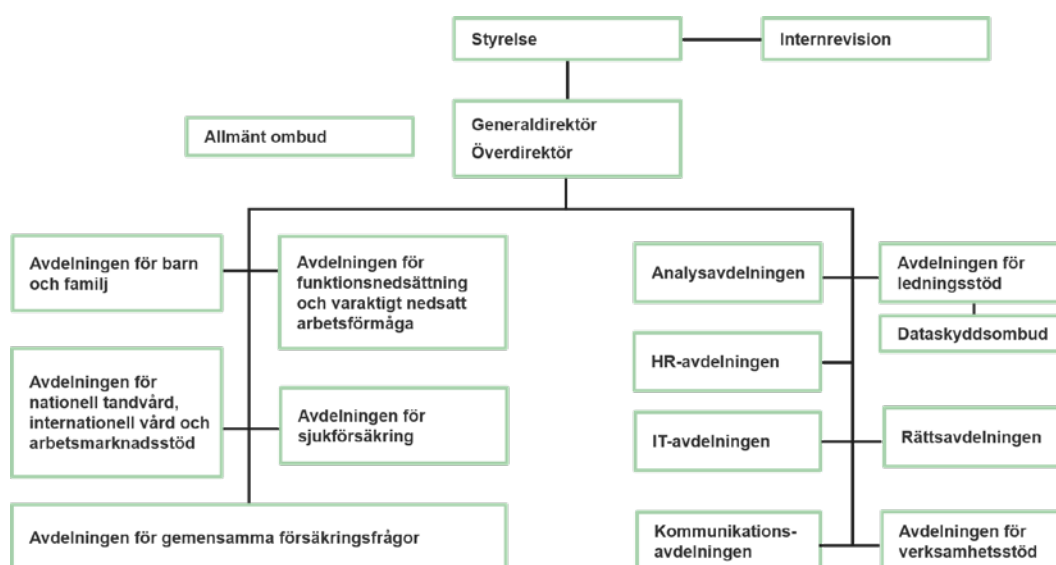 Styrelse
Internrevision
Allmänt ombud
Generaldirektör
Överdirektör
Avdelningen för barn
och familj
Avdelningen för
funktionsnedsättning
och varaktigt nedsatt
arbetsförmåga
Analysavdelningen
Avdelningen för
ledningsstöd
Dataskyddsombud
HR-avdelningen
Avdelningen för
nationell tandvård,
internationell vård och
arbetsmarknadsstöd
Avdelningen för
sjukförsäkring
IT-avdelningen
Rättsavdelningen
Avdelningen för gemensamma försäkringsfrågor
Kommunikations-
avdelningen
Avdelningen för
verksamhetsstöd